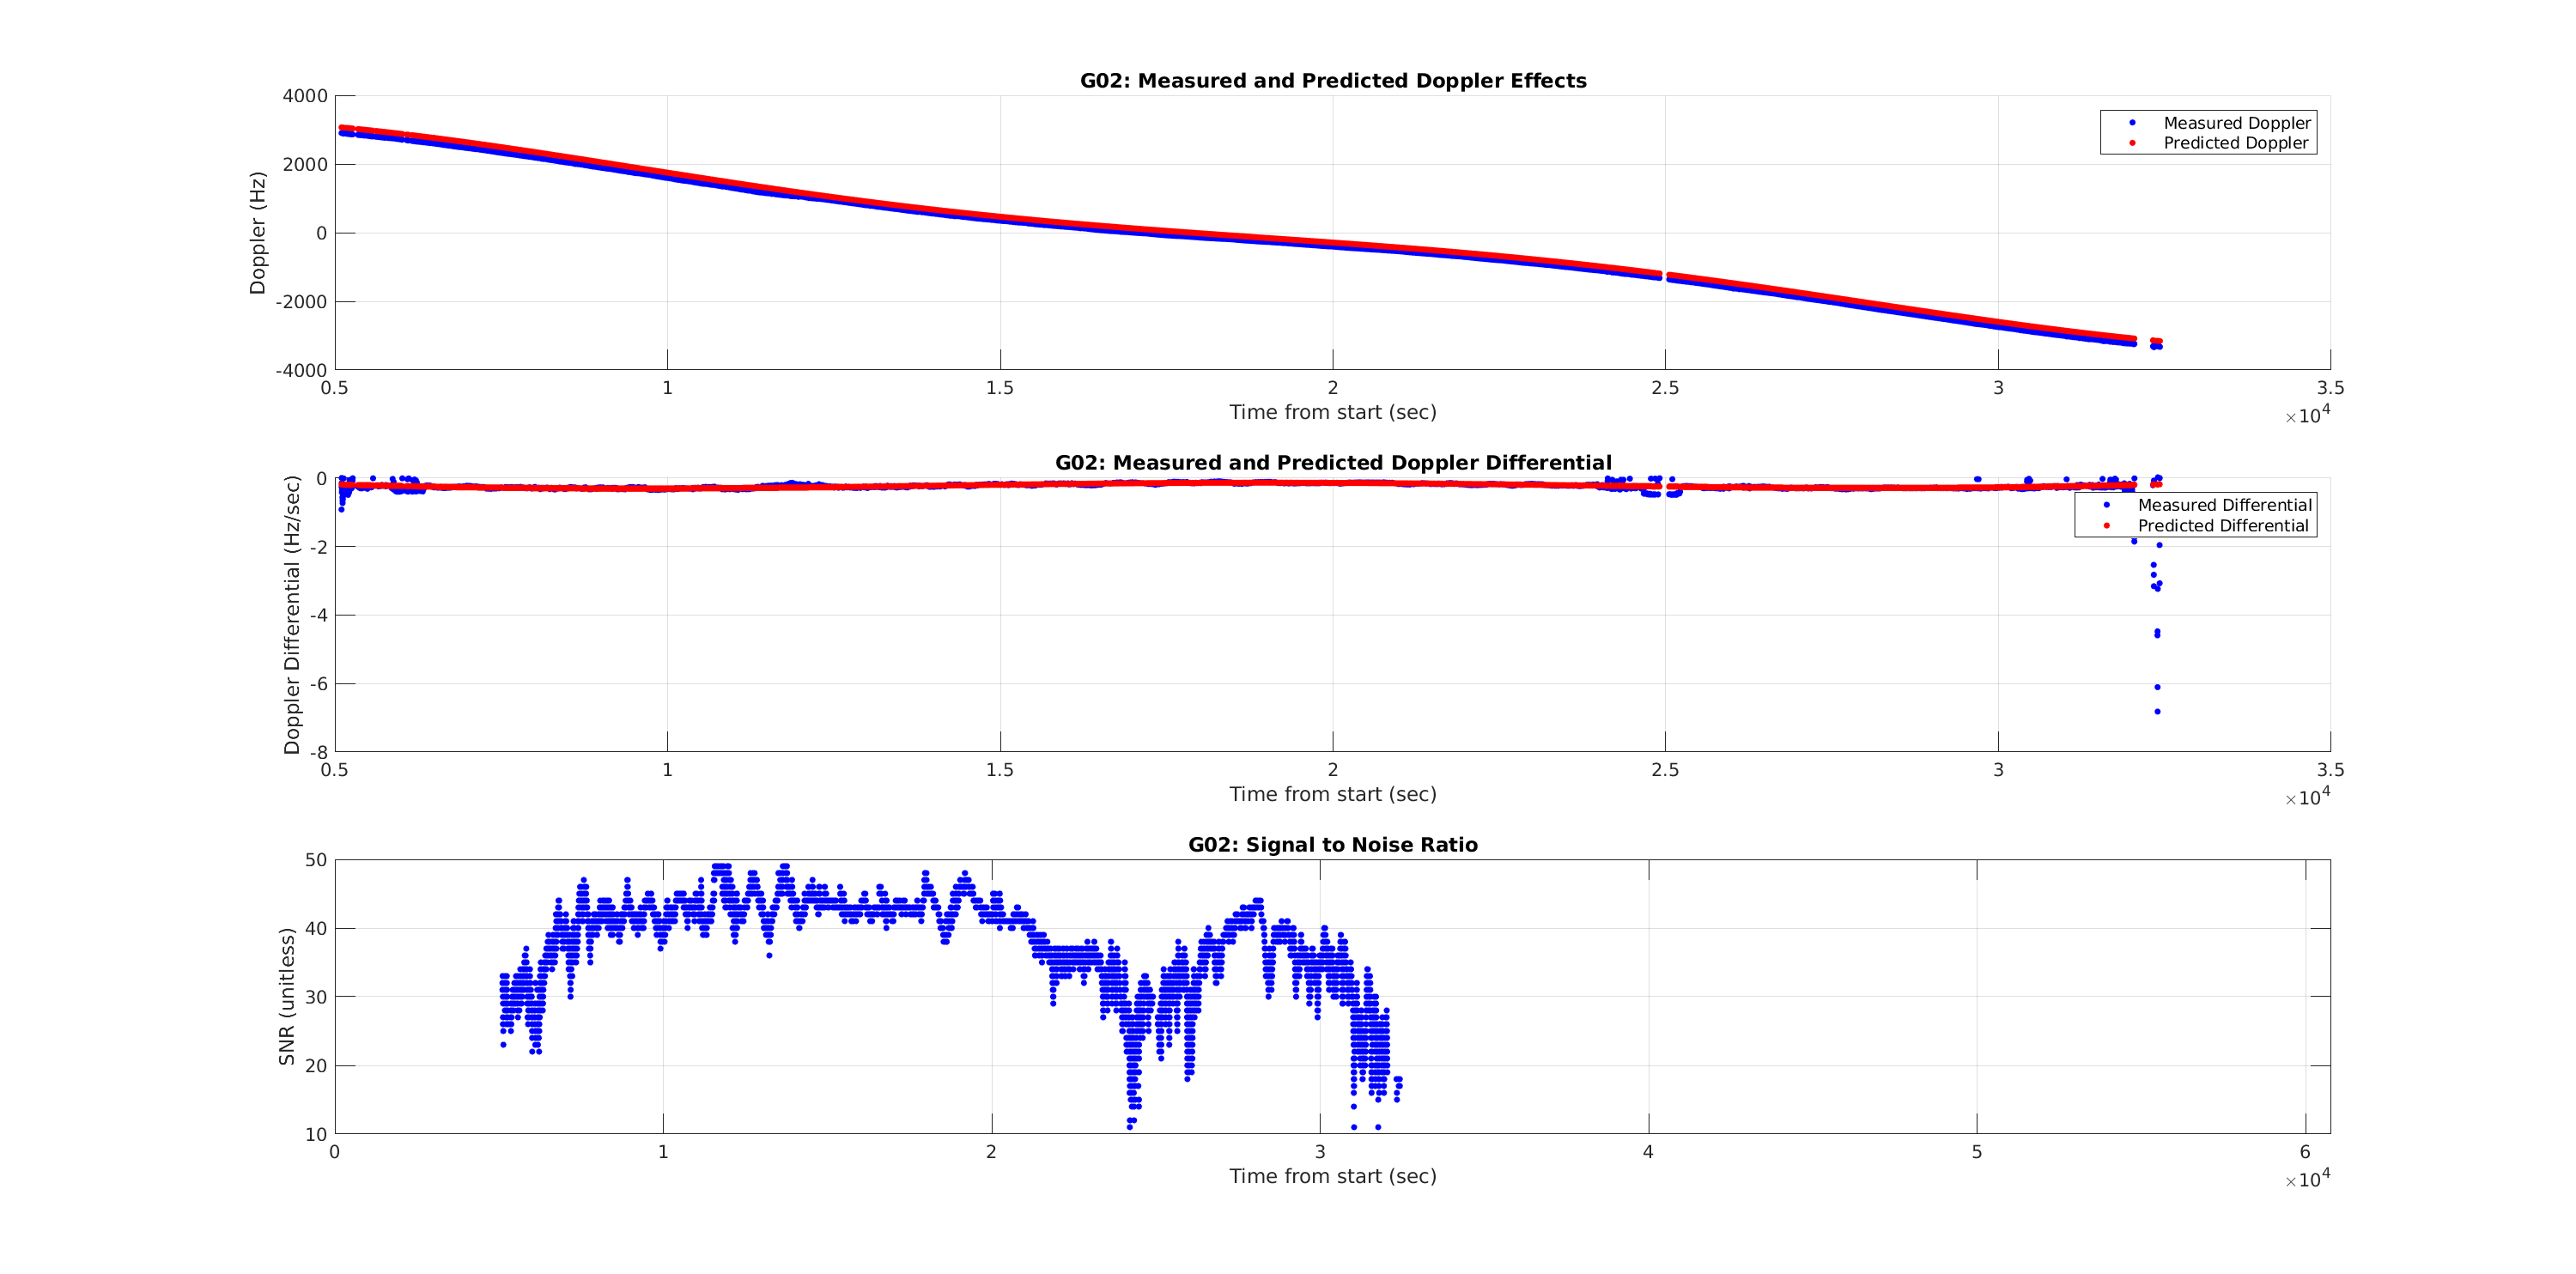 G02: Measured and Predicted Doppler Effects
4000
2000
0
-2000
-4000
Doppler (Hz)
Measured Doppler
Predicted Doppler
0.5 1 1.5 2 2.5 3 3.5
Time from start (sec)
×10^4
G02: Measured and Predicted Doppler Differential
0
-2
-4
-6
-8
Doppler Differential (Hz/sec)
Measured Differential
Predicted Differential
0.5 1 1.5 2 2.5 3 3.5
Time from start (sec)
×10^4
G02: Signal to Noise Ratio
50
40
30
20
10
SNR (unitless)
0 1 2 3 4 5 6
Time from start (sec)
×10^4